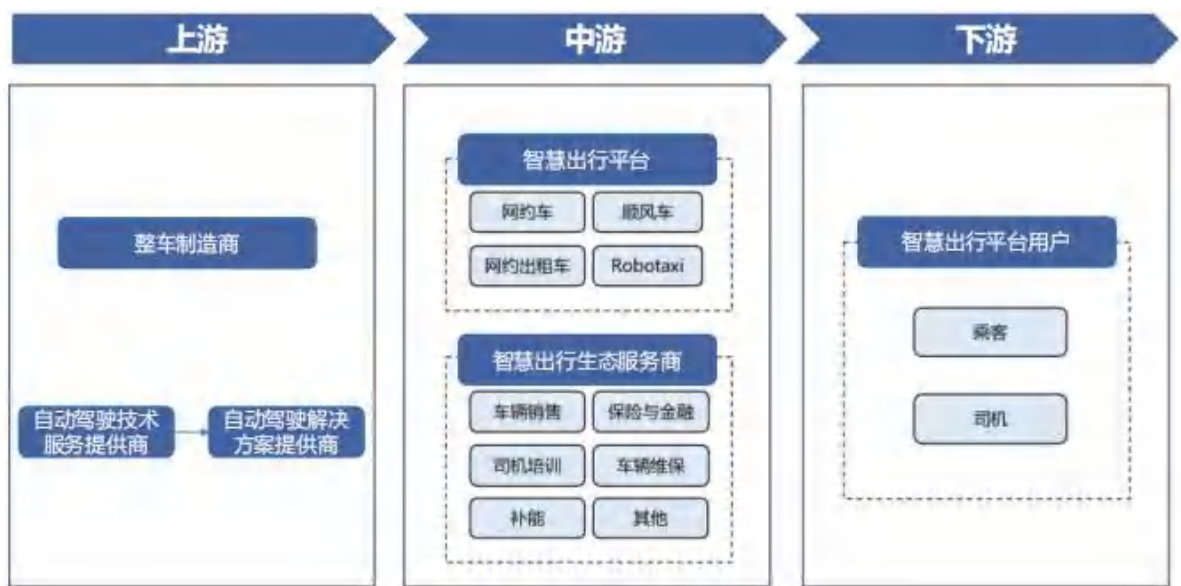 上游
中游
下游
整车制造商
自动驾驶技术
服务提供商
自动驾驶解决
方案提供商
智慧出行平台
网约车
顺风车
网约出租车
Robotaxi
智慧出行生态服务商
车辆销售
保险与金融
司机培训
车辆维保
补能
其他
智慧出行平台用户
乘客
司机